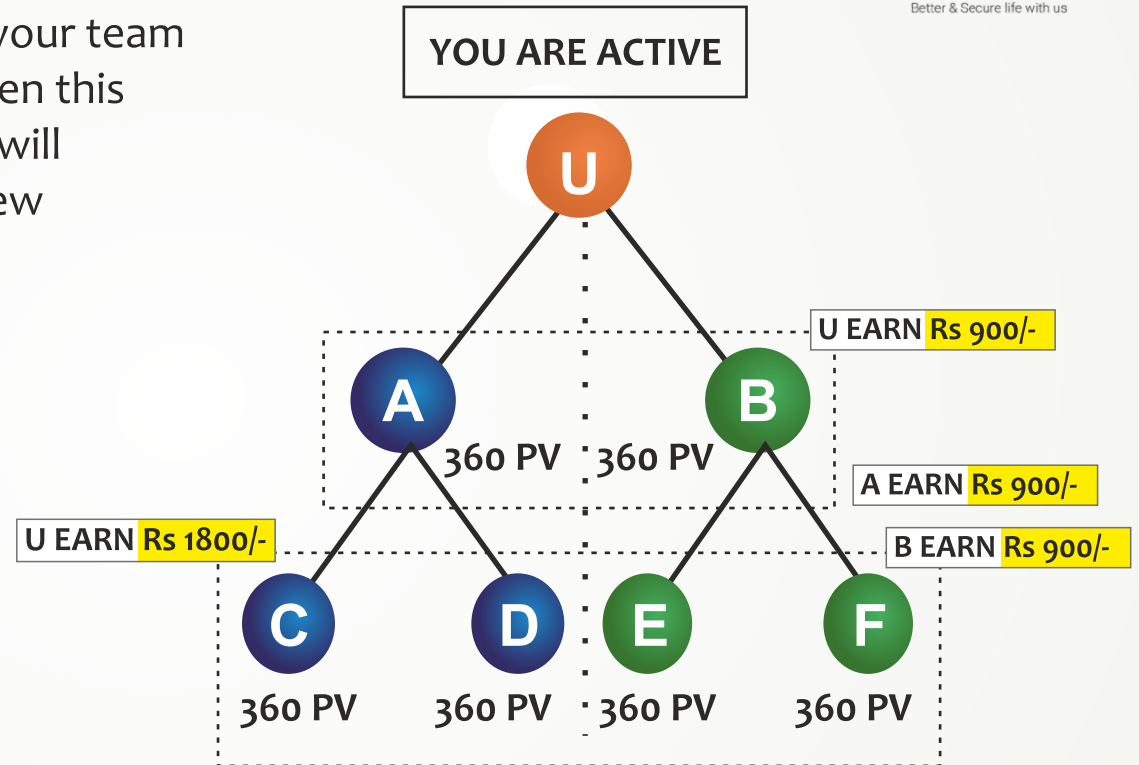 Better & Secure life with us
your team
en this
will
ew
YOU ARE ACTIVE
U
U EARN Rs 900/-
A
B
360 PV
360 PV
A EARN Rs 900/-
U EARN Rs 1800/-
B EARN Rs 900/-
C
D
E
F
360 PV
360 PV
360 PV
360 PV